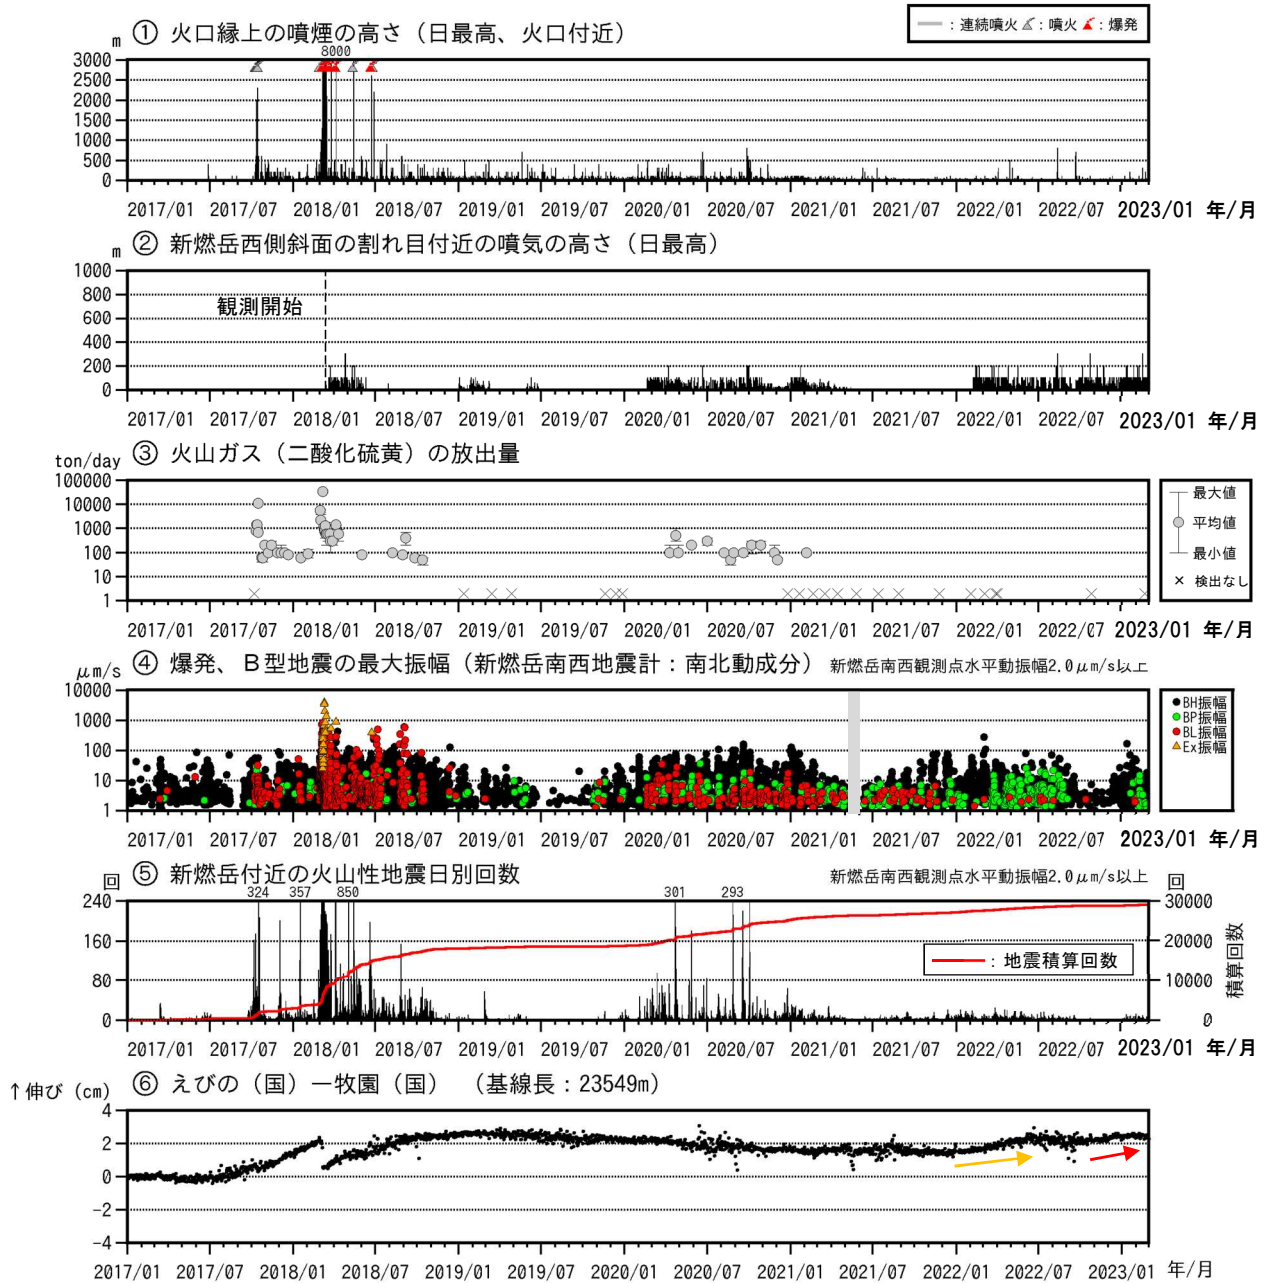 ━ : 連続噴火 : 噴火 : 爆発
① 火口縁上の噴煙の高さ（日最高、火口付近）
m
8000
3000
2500
2000
1500
1000
500
0
2017/01 2017/07 2018/01 2018/07 2019/01 2019/07 2020/01 2020/07 2021/01 2021/07 2022/01 2022/07 2023/01 年/月
② 新燃岳西側斜面の割れ目付近の噴気の高さ（日最高）
m
1000
800
600
400
200
0
観測開始
2017/01 2017/07 2018/01 2018/07 2019/01 2019/07 2020/01 2020/07 2021/01 2021/07 2022/01 2022/07 2023/01 年/月
③ 火山ガス（二酸化硫黄）の放出量
ton/day
100000
10000
1000
100
10
1
最大値
平均値
最小値
× 検出なし
2017/01 2017/07 2018/01 2018/07 2019/01 2019/07 2020/01 2020/07 2021/01 2021/07 2022/01 2022/07 2023/01 年/月
④ 爆発、B型地震の最大振幅（新燃岳南西地震計：南北動成分） 新燃岳南西観測点水平動振幅2.0μm/s以上
μm/s
10000
1000
100
10
1
BH振幅
BP振幅
BL振幅
Ex振幅
2017/01 2017/07 2018/01 2018/07 2019/01 2019/07 2020/01 2020/07 2021/01 2021/07 2022/01 2022/07 2023/01 年/月
⑤ 新燃岳付近の火山性地震日別回数 新燃岳南西観測点水平動振幅2.0μm/s以上
回
回
324 357 850 301 293
240
160
80
0
30000
20000
10000
0
積算回数
: 地震積算回数
2017/01 2017/07 2018/01 2018/07 2019/01 2019/07 2020/01 2020/07 2021/01 2021/07 2022/01 2022/07 2023/01 年/月
⑥ えびの（国）－牧園（国） （基線長：23549m）
↑伸び（cm）
4
2
0
-2
-4
2017/01 2017/07 2018/01 2018/07 2019/01 2019/07 2020/01 2020/07 2021/01 2021/07 2022/01 2022/07 2023/01 年/月